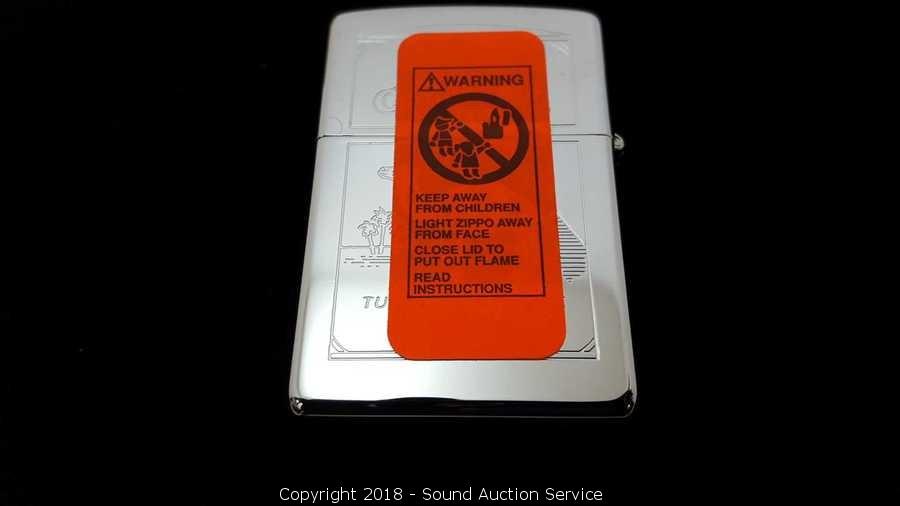 WARNING
KEEP AWAY
FROM CHILDREN
LIGHT ZIPPO AWAY
FROM FACE
CLOSE LID TO
PUT OUT FLAME
READ
INSTRUCTIONS
TU
Copyright 2018 - Sound Auction Service